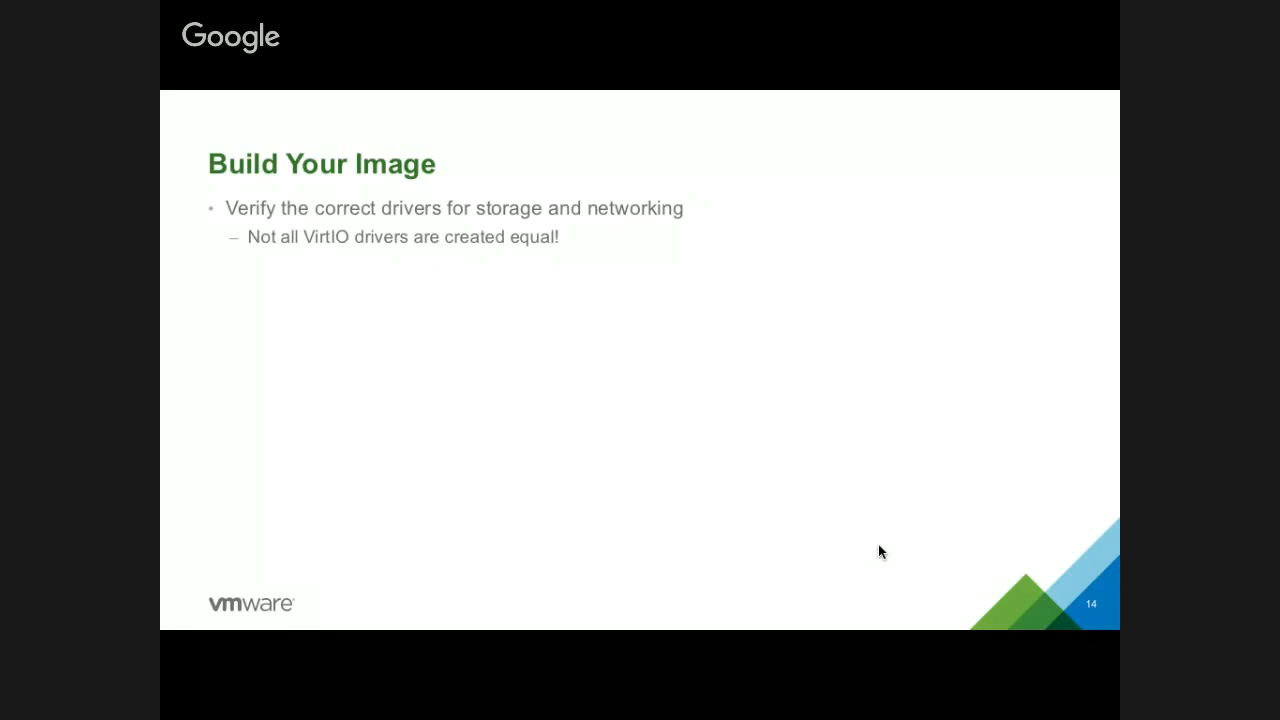 Google
Build Your Image
• Verify the correct drivers for storage and networking
– Not all VirtIO drivers are created equal!
vmware
14